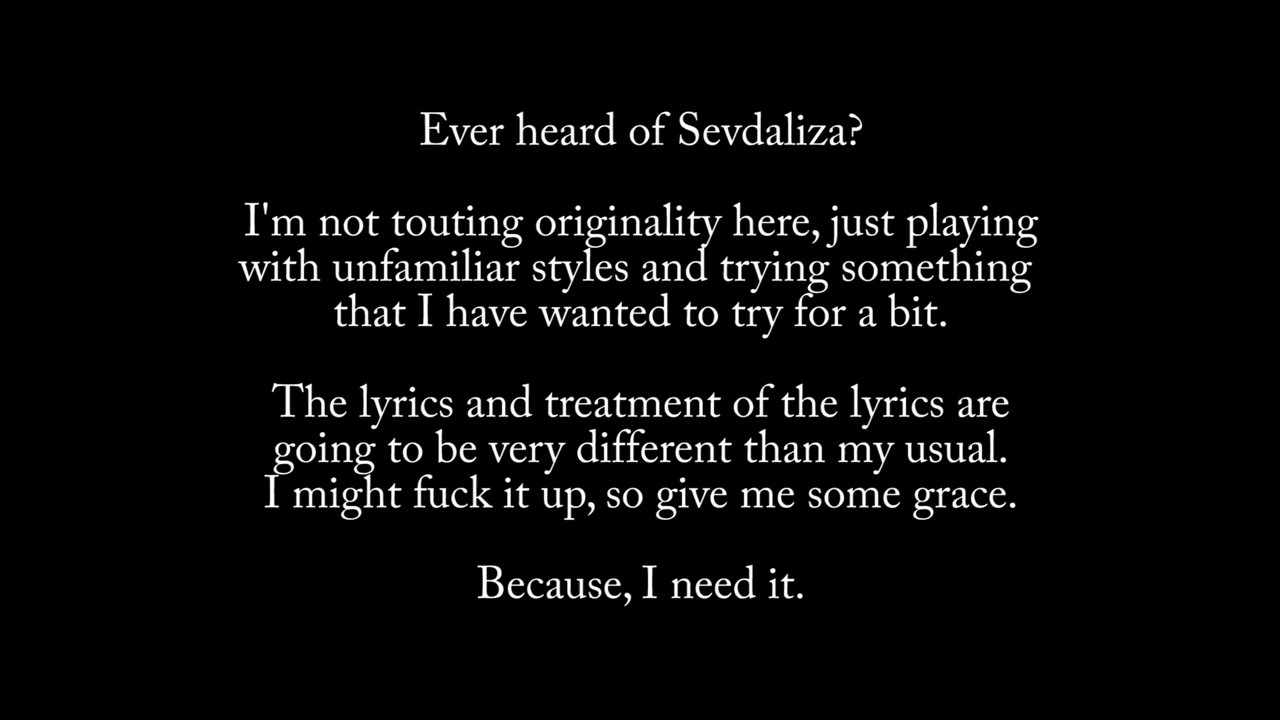 Ever heard of Sevdaliza?
I'm not touting originality here, just playing
with unfamiliar styles and trying something
that I have wanted to try for a bit.
The lyrics and treatment of the lyrics are
going to be very different than my usual.
I might fuck it up, so give me some grace.
Because, I need it.